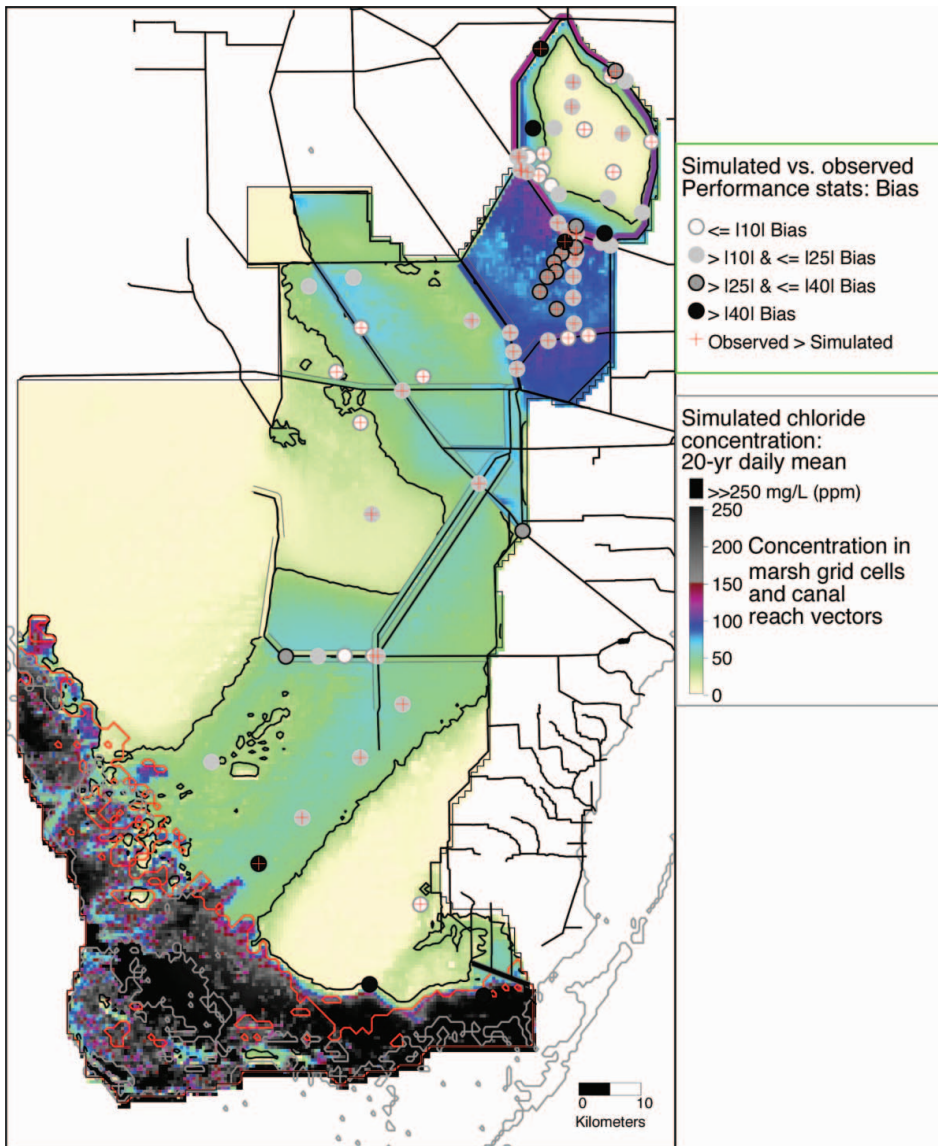 Simulated vs. observed
Performance stats: Bias
<= |10| Bias
> |10| & <= |25| Bias
> |25| & <= |40| Bias
> |40| Bias
+ Observed > Simulated
Simulated chloride
concentration:
20-yr daily mean
>>250 mg/L (ppm)
250
200
150
100
50
0
Concentration in
marsh grid cells
and canal
reach vectors
0 10
Kilometers